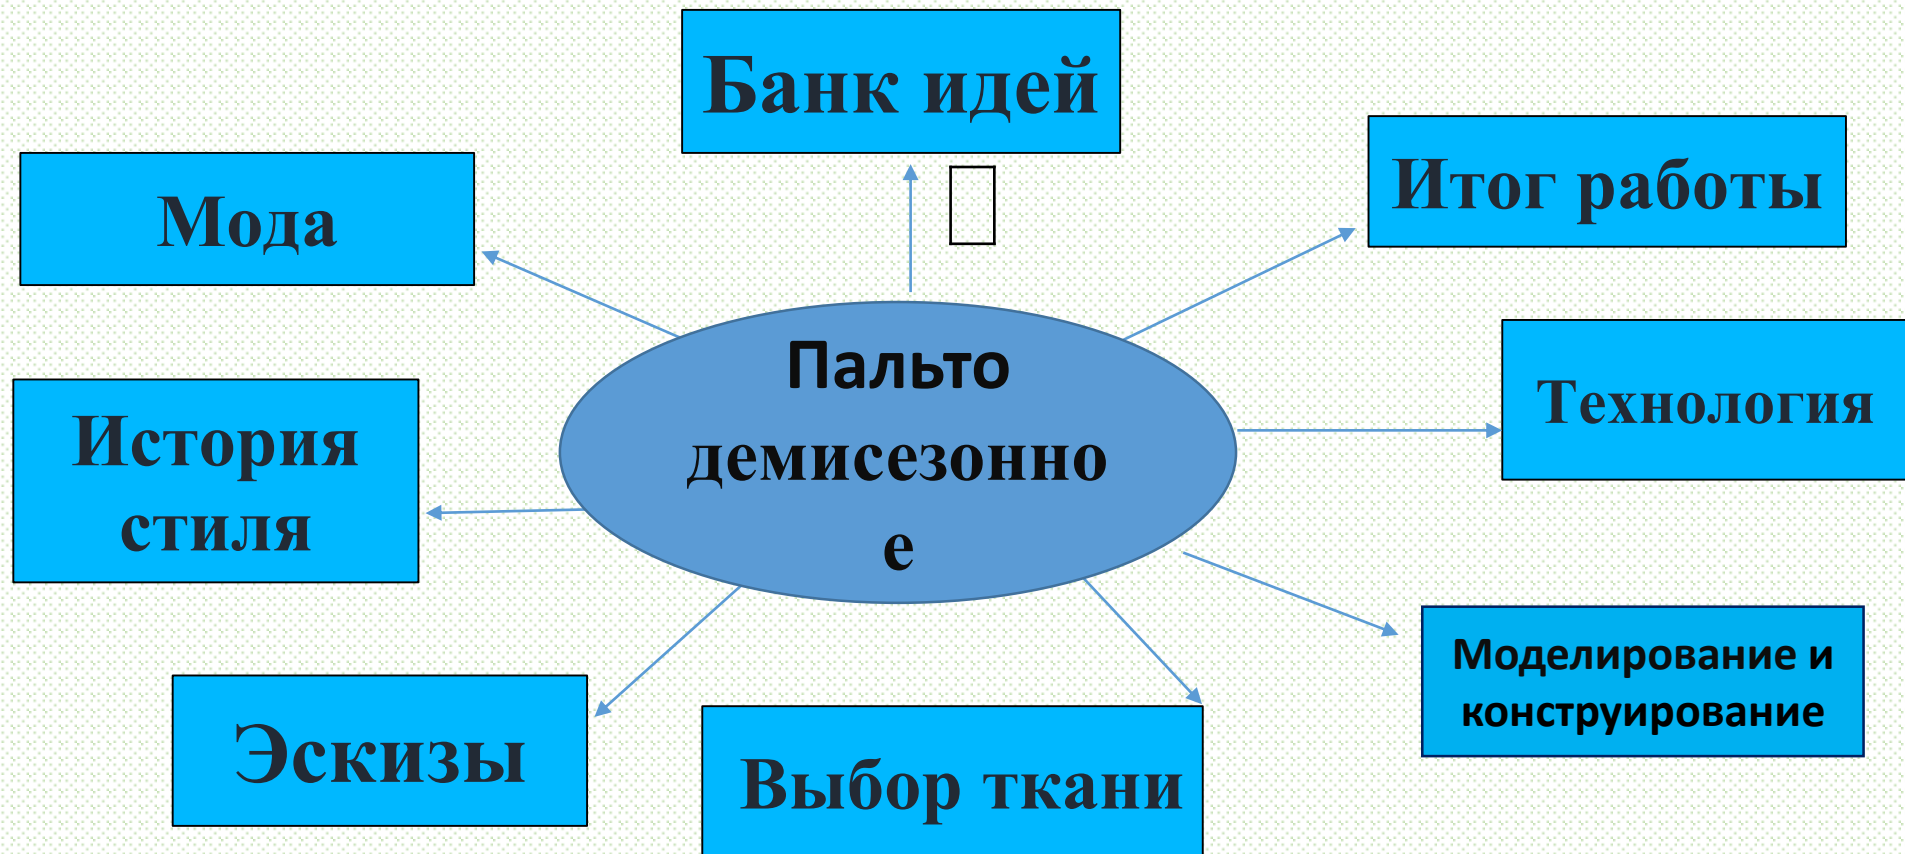 Банк идей
Мода
Итог работы
История
стиля
Пальто
демисезонно
е
Технология
Эскизы
Выбор ткани
Моделирование и
конструирование